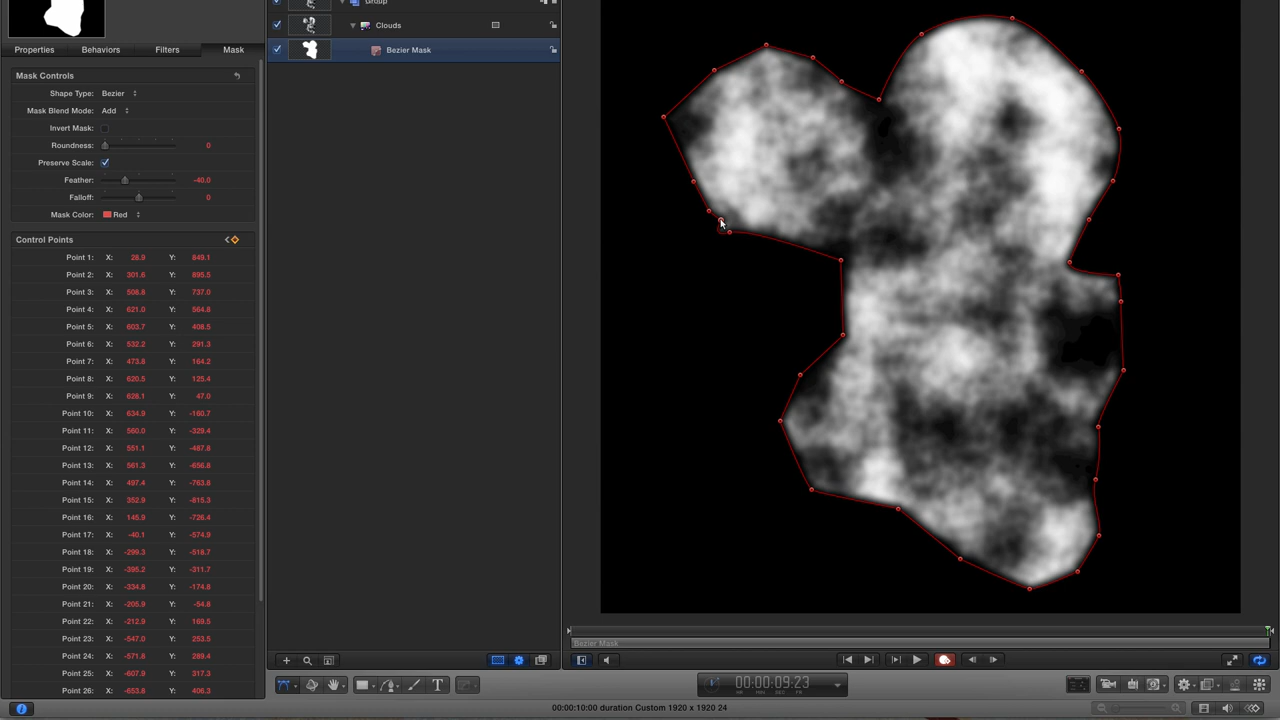 Group
Clouds
Bezier Mask
Properties Behaviors Filters Mask
Mask Controls
Shape Type: Bezier
Mask Blend Mode: Add
Invert Mask:
Roundness: 0
Preserve Scale:
Feather: -40.0
Falloff: 0
Mask Color: Red
Control Points
Point 1: X: 28.9 Y: 849.1
Point 2: X: 301.6 Y: 895.5
Point 3: X: 508.8 Y: 737.0
Point 4: X: 621.0 Y: 564.8
Point 5: X: 603.7 Y: 408.5
Point 6: X: 532.2 Y: 291.3
Point 7: X: 473.8 Y: 164.2
Point 8: X: 620.5 Y: 125.4
Point 9: X: 628.1 Y: 47.0
Point 10: X: 634.9 Y: -160.7
Point 11: X: 560.0 Y: -329.4
Point 12: X: 551.1 Y: -487.8
Point 13: X: 561.3 Y: -656.8
Point 14: X: 497.4 Y: -763.8
Point 15: X: 352.9 Y: -815.3
Point 16: X: 145.9 Y: -726.4
Point 17: X: -40.1 Y: -574.9
Point 18: X: -299.3 Y: -516.7
Point 19: X: -395.2 Y: -311.7
Point 20: X: -334.8 Y: -174.8
Point 21: X: -205.9 Y: -54.8
Point 22: X: -212.9 Y: 169.5
Point 23: X: -547.0 Y: 253.5
Point 24: X: -571.8 Y: 289.4
Point 25: X: -607.9 Y: 317.3
Point 26: X: -653.8 Y: 406.3
Bezier Mask
00:00:09:23
HR MIN SEC FR
T
00:00:10:00 duration Custom 1920 x 1920 24